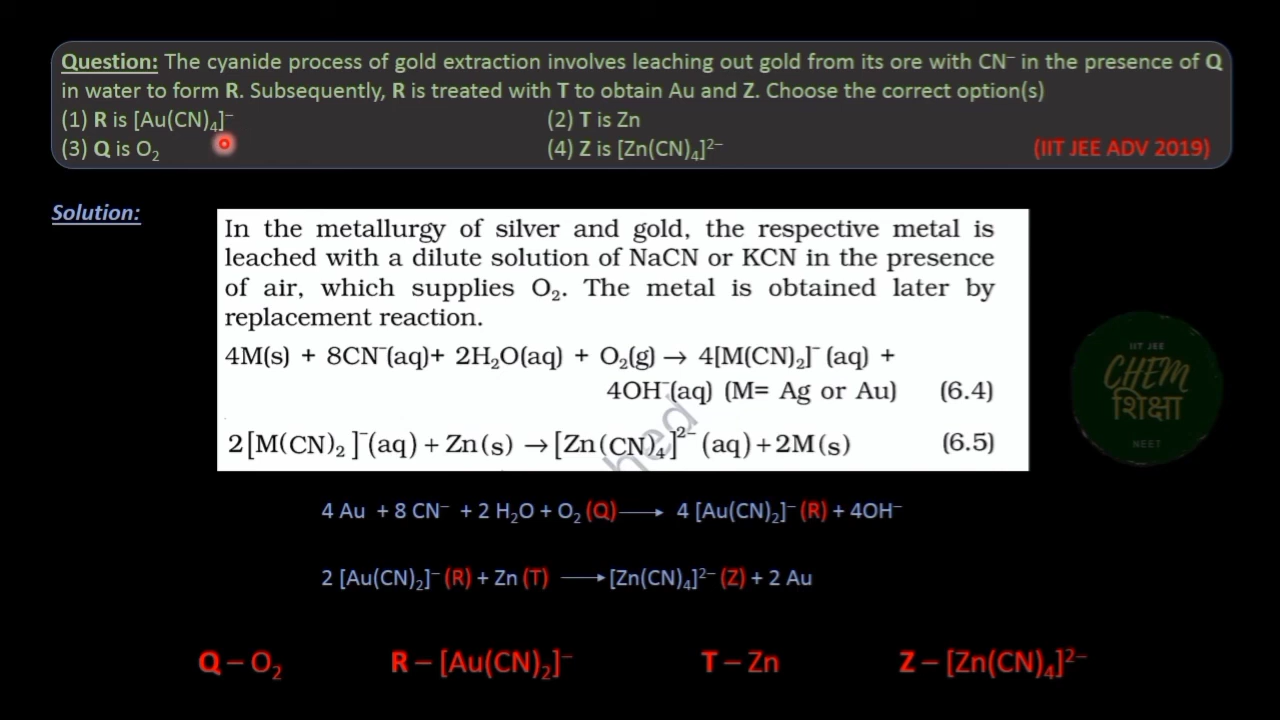 Question: The cyanide process of gold extraction involves leaching out gold from its ore with CN⁻ in the presence of Q
in water to form R. Subsequently, R is treated with T to obtain Au and Z. Choose the correct option(s)
(1) R is [Au(CN)₄]⁻
(2) T is Zn
(3) Q is O₂
(4) Z is [Zn(CN)₄]²⁻
(IIT JEE ADV 2019)
Solution:
In the metallurgy of silver and gold, the respective metal is
leached with a dilute solution of NaCN or KCN in the presence
of air, which supplies O₂. The metal is obtained later by
replacement reaction.
4M(s) + 8CN⁻(aq)+ 2H₂O(aq) + O₂(g) → 4[M(CN)₂]⁻ (aq) +
4OH⁻(aq) (M= Ag or Au) (6.4)
2[M(CN)₂]⁻(aq) + Zn(s) → [Zn(CN)₄]²⁻ (aq) + 2M(s) (6.5)
4 Au + 8 CN⁻ + 2 H₂O + O₂ (Q) → 4 [Au(CN)₂]⁻ (R) + 4OH⁻
2 [Au(CN)₂]⁻ (R) + Zn (T) → [Zn(CN)₄]²⁻ (Z) + 2 Au
Q – O₂
R – [Au(CN)₂]⁻
T – Zn
Z – [Zn(CN)₄]²⁻
IIT JEE
CHEM
शिक्षा
NEET